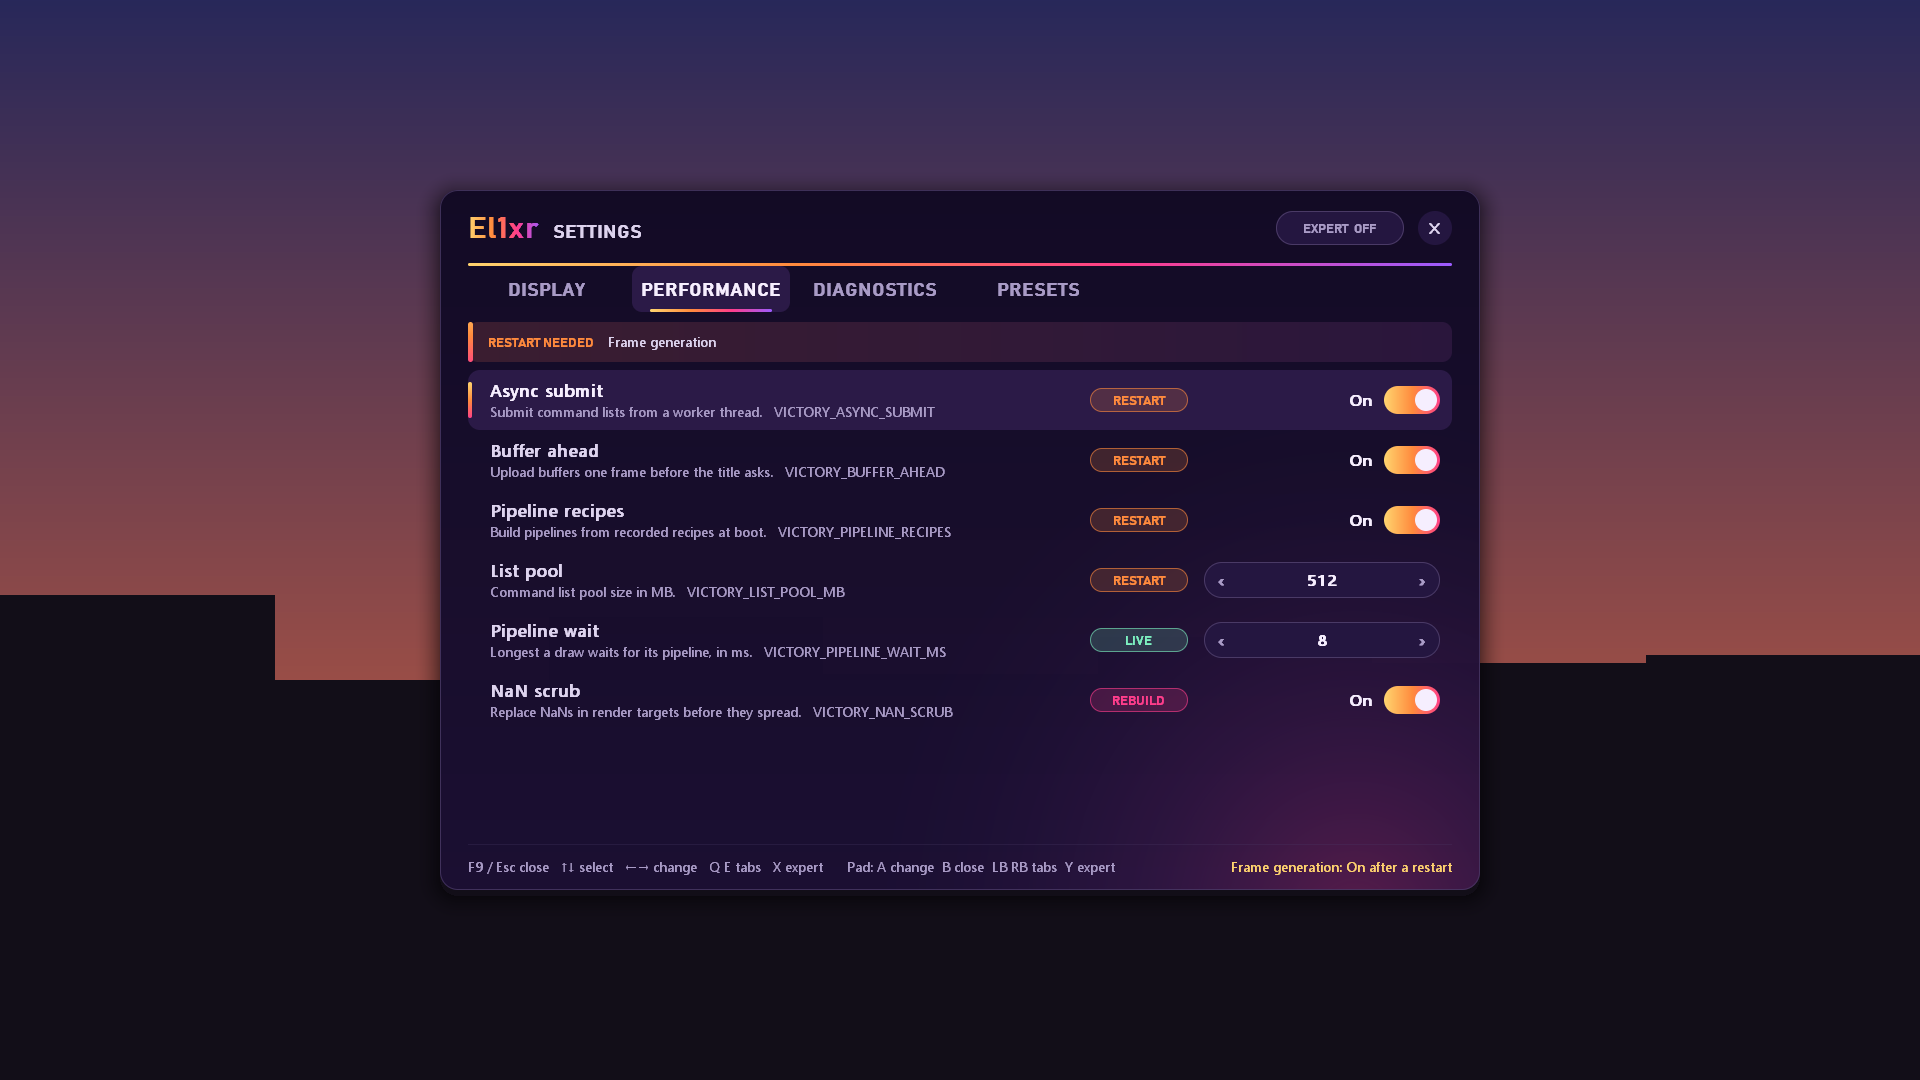 El1xr SETTINGS
EXPERT OFF
DISPLAY PERFORMANCE DIAGNOSTICS PRESETS
RESTART NEEDED Frame generation
Async submit
Submit command lists from a worker thread. VICTORY_ASYNC_SUBMIT
RESTART
On
Buffer ahead
Upload buffers one frame before the title asks. VICTORY_BUFFER_AHEAD
RESTART
On
Pipeline recipes
Build pipelines from recorded recipes at boot. VICTORY_PIPELINE_RECIPES
RESTART
On
List pool
Command list pool size in MB. VICTORY_LIST_POOL_MB
RESTART
‹ 512 ›
Pipeline wait
Longest a draw waits for its pipeline, in ms. VICTORY_PIPELINE_WAIT_MS
LIVE
‹ 8 ›
NaN scrub
Replace NaNs in render targets before they spread. VICTORY_NAN_SCRUB
REBUILD
On
F9 / Esc close ↑↓ select ←→ change Q E tabs X expert Pad: A change B close LB RB tabs Y expert
Frame generation: On after a restart